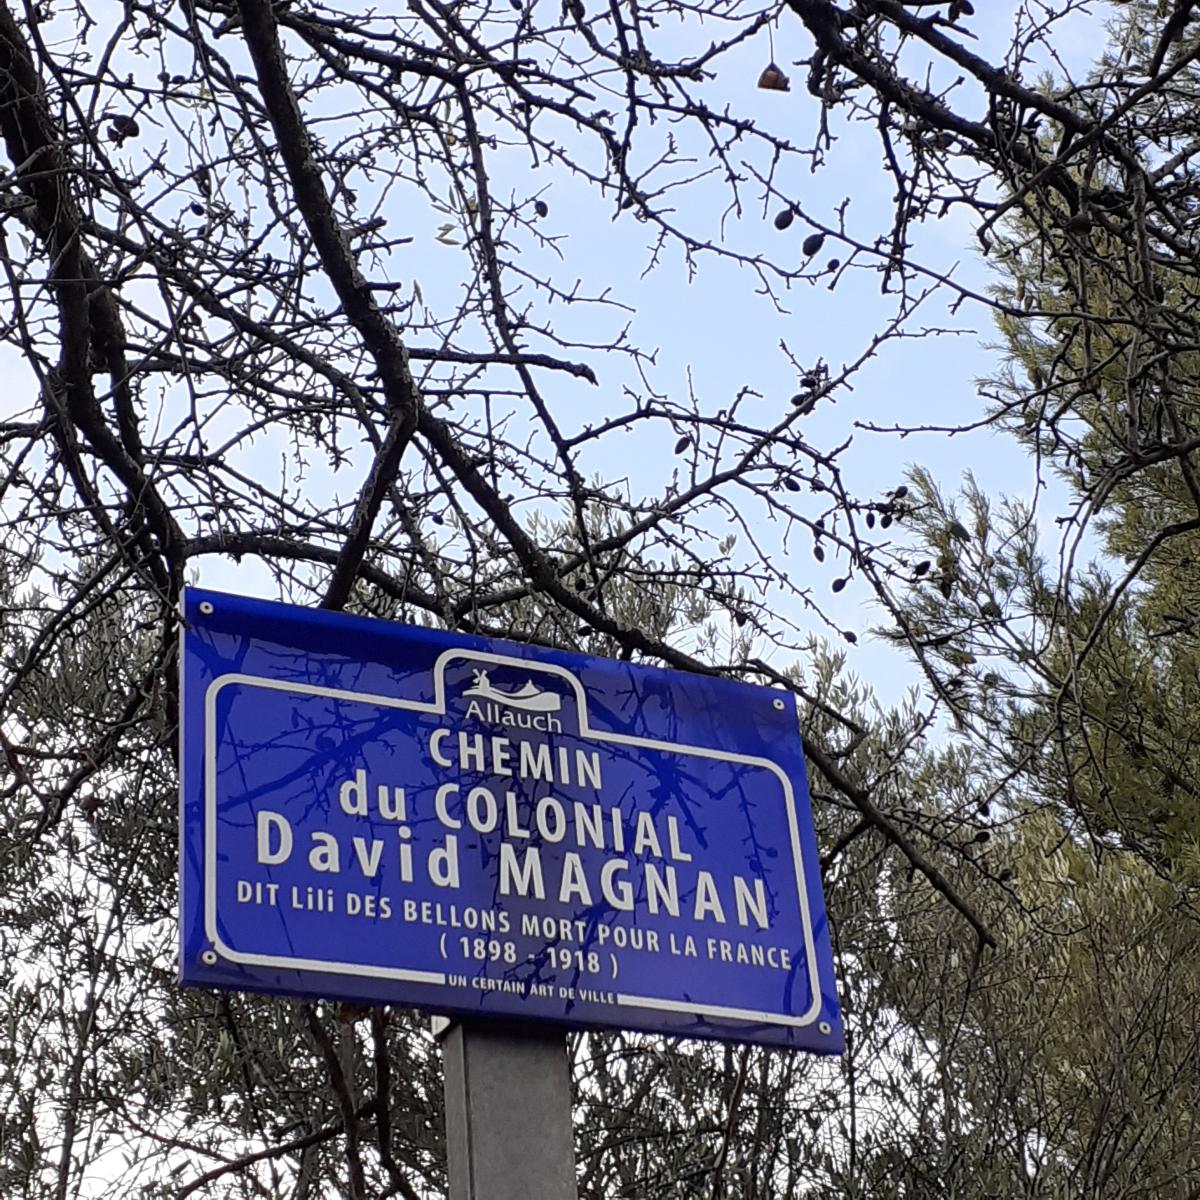 Allauch
CHEMIN
du COLONIAL
David MAGNAN
DIT Lili DES BELLONS MORT POUR LA FRANCE
( 1898 - 1918 )
UN CERTAIN ART DE VILLE